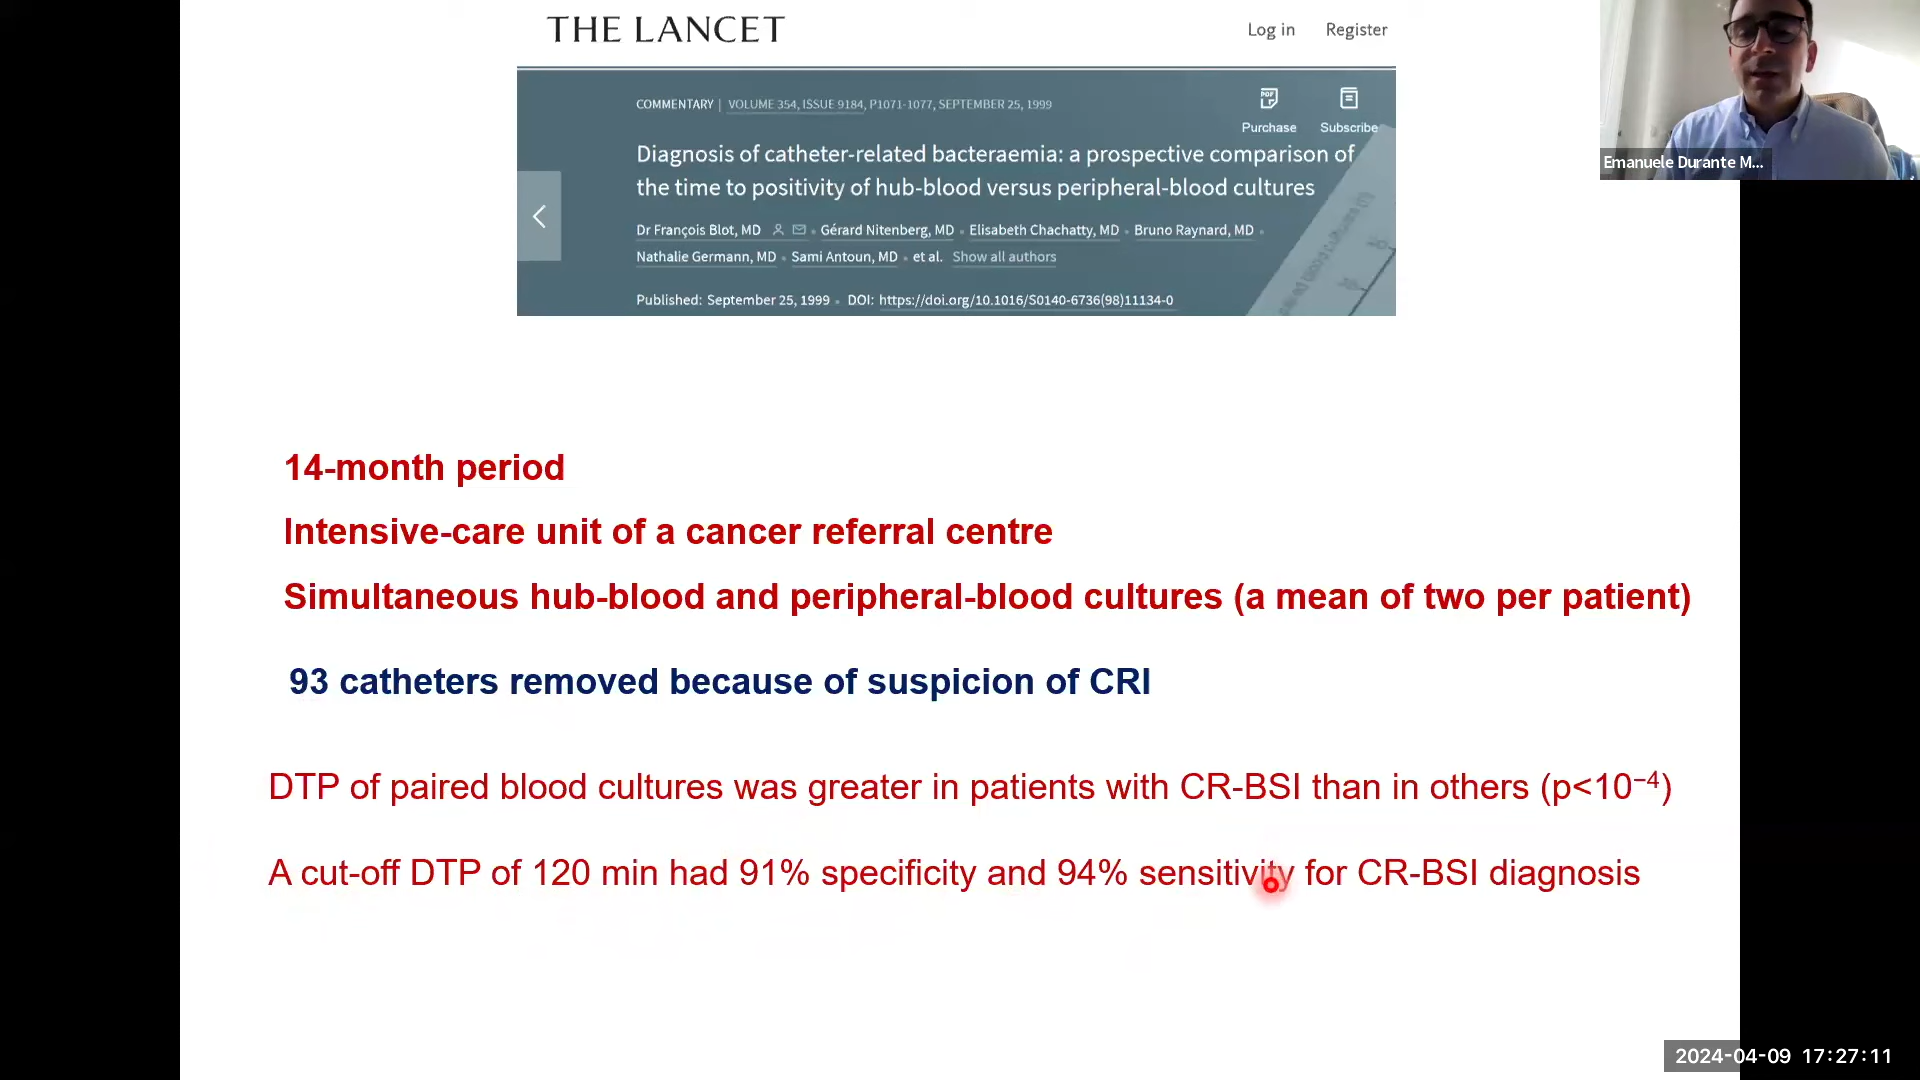 THE LANCET
Log in Register
COMMENTARY | VOLUME 354, ISSUE 9184, P1071-1077, SEPTEMBER 25, 1999
Purchase Subscribe
Diagnosis of catheter-related bacteraemia: a prospective comparison of
the time to positivity of hub-blood versus peripheral-blood cultures
Dr François Blot, MD • Gérard Nitenberg, MD • Elisabeth Chachatty, MD • Bruno Raynard, MD •
Nathalie Germann, MD • Sami Antoun, MD • et al. Show all authors
Published: September 25, 1999 • DOI: https://doi.org/10.1016/S0140-6736(98)11134-0
Emanuele Durante M...
14-month period
Intensive-care unit of a cancer referral centre
Simultaneous hub-blood and peripheral-blood cultures (a mean of two per patient)
93 catheters removed because of suspicion of CRI
DTP of paired blood cultures was greater in patients with CR-BSI than in others (p<10⁻⁴)
A cut-off DTP of 120 min had 91% specificity and 94% sensitivity for CR-BSI diagnosis
2024-04-09 17:27:11